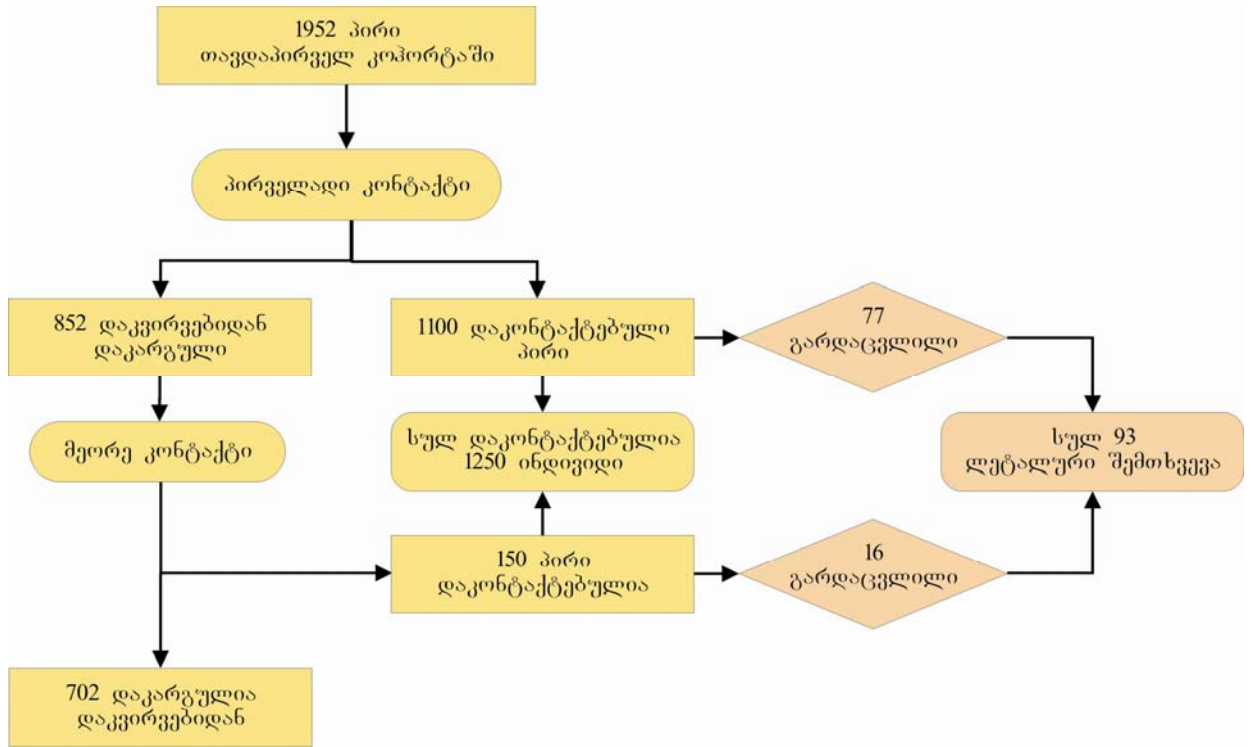 1952 პირი
თავდაპირველ კოჰორტაში
პირველადი კონტაქტი
852 დაკვირვებიდან
დაკარგული
1100 დაკონტაქტებული
პირი
77
გარდაცვლილი
მეორე კონტაქტი
სულ დაკონტაქტებულია
1250 ინდივიდი
სულ 93
ლეტალური შემთხვევა
150 პირი
დაკონტაქტებულია
16
გარდაცვლილი
702 დაკარგულია
დაკვირვებიდან